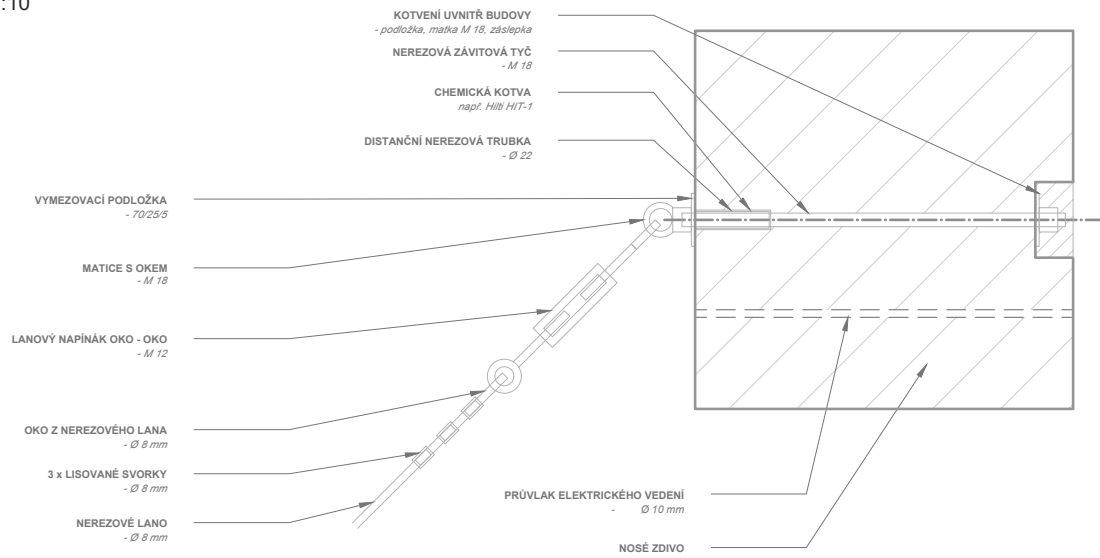 :10
KOTVENÍ UVNITŘ BUDOVY
- podložka, matka M 18, záslepka
NEREZOVÁ ZÁVITOVÁ TYČ
- M 18
CHEMICKÁ KOTVA
např. Hilti HIT-1
DISTANČNÍ NEREZOVÁ TRUBKA
- Ø 22
VYMEZOVACÍ PODLOŽKA
- 70/25/5
MATICE S OKEM
- M 18
LANOVÝ NAPÍNÁK OKO - OKO
- M 12
OKO Z NEREZOVÉHO LANA
- Ø 8 mm
3 x LISOVANÉ SVORKY
- Ø 8 mm
NEREZOVÉ LANO
- Ø 8 mm
PRŮVLAK ELEKTRICKÉHO VEDENÍ
- Ø 10 mm
NOSÉ ZDIVO